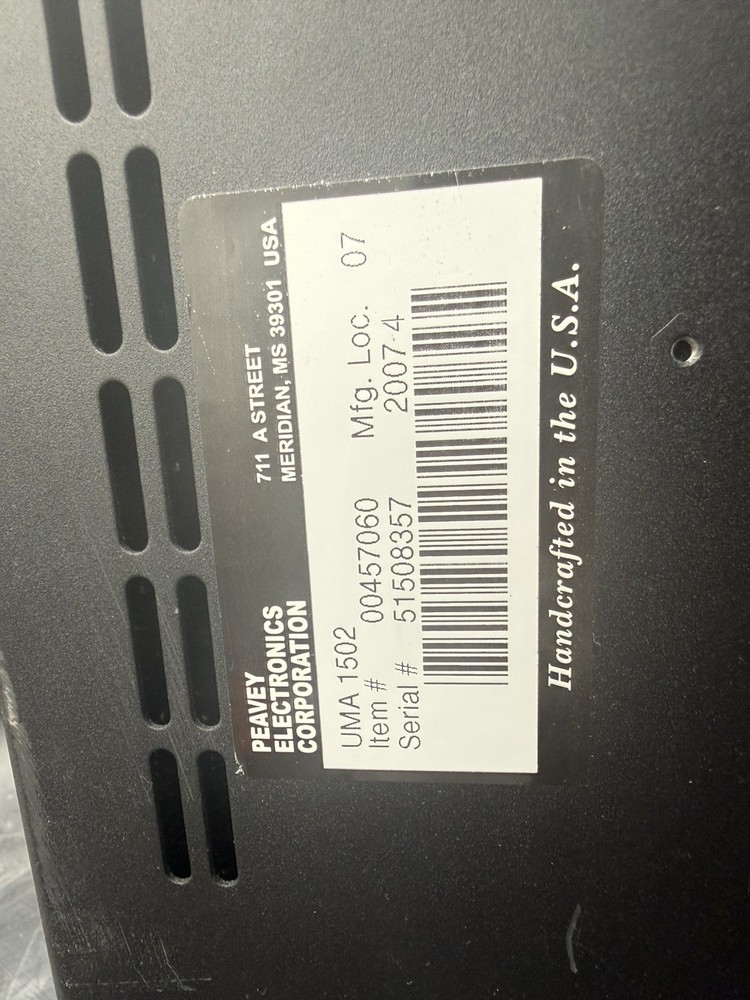 PEAVEY
ELECTRONICS
CORPORATION
711 A STREET
MERIDIAN, MS 39301 USA
UMA 1502
Item # 00457060 Mfg. Loc. 07
Serial # 51508357 2007-4
Handcrafted in the U.S.A.